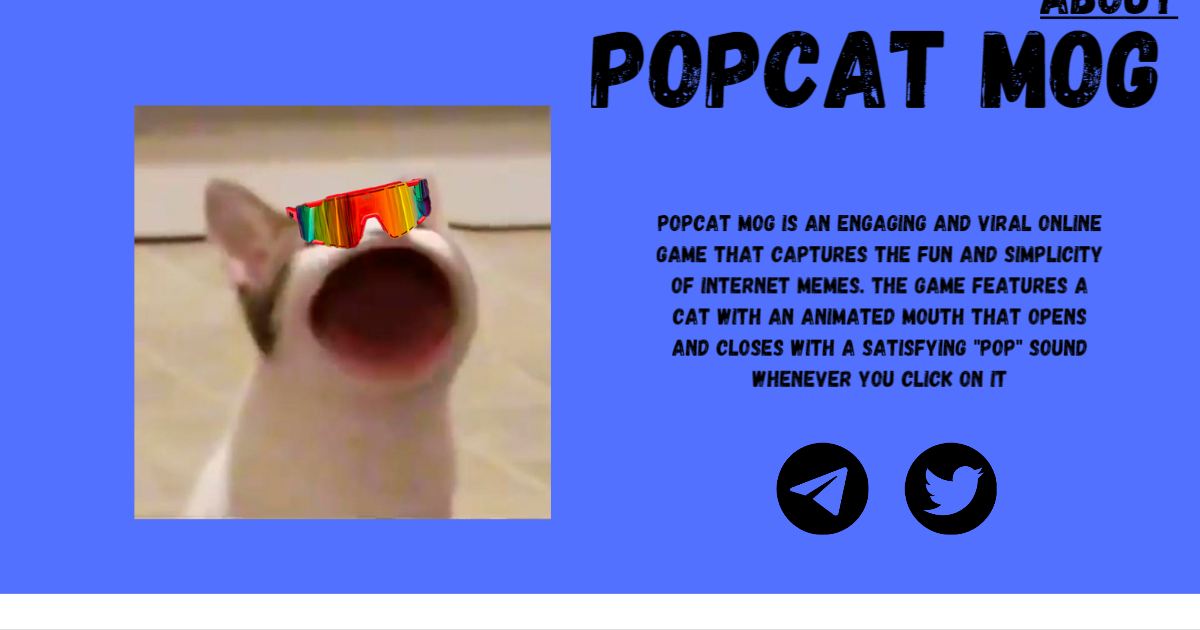 ABOUT
POPCAT MOG
POPCAT MOG IS AN ENGAGING AND VIRAL ONLINE
GAME THAT CAPTURES THE FUN AND SIMPLICITY
OF INTERNET MEMES. THE GAME FEATURES A
CAT WITH AN ANIMATED MOUTH THAT OPENS
AND CLOSES WITH A SATISFYING "POP" SOUND
WHENEVER YOU CLICK ON IT